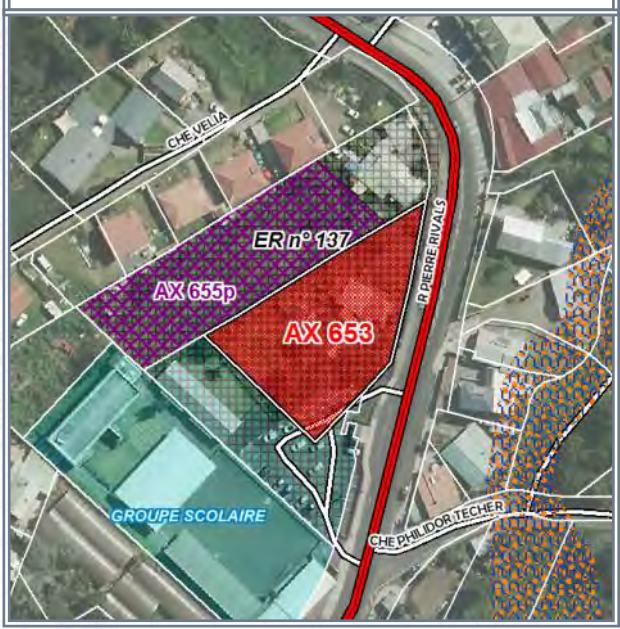 CHE VELIA
ER n° 137
R PIERRE RIVALS
AX 655p
AX 653
GROUPE SCOLAIRE
CHE PHILIDOR TECHER